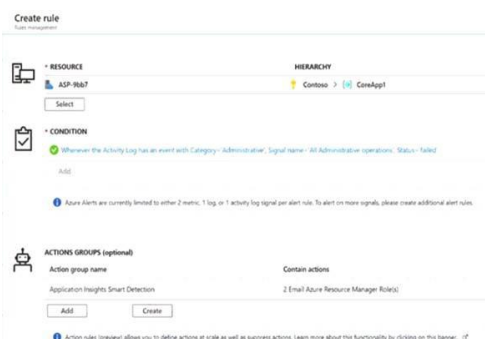 Create rule
Rules management
* RESOURCE HIERARCHY
ASP-9bb7 Contoso > CoreApp1
Select
* CONDITION
Whenever the Activity Log has an event with Category='Administrative', Signal name='All Administrative operations', Status='failed'
Add
Azure Alerts are currently limited to either 2 metric, 1 log, or 1 activity log signal per alert rule. To alert on more signals, please create additional alert rules.
ACTIONS GROUPS (optional)
Action group name Contain actions
Application Insights Smart Detection 2 Email Azure Resource Manager Role(s)
Add Create
Action rules (preview) allows you to define actions at scale as well as suppress actions. Learn more about this functionality by clicking on this banner.